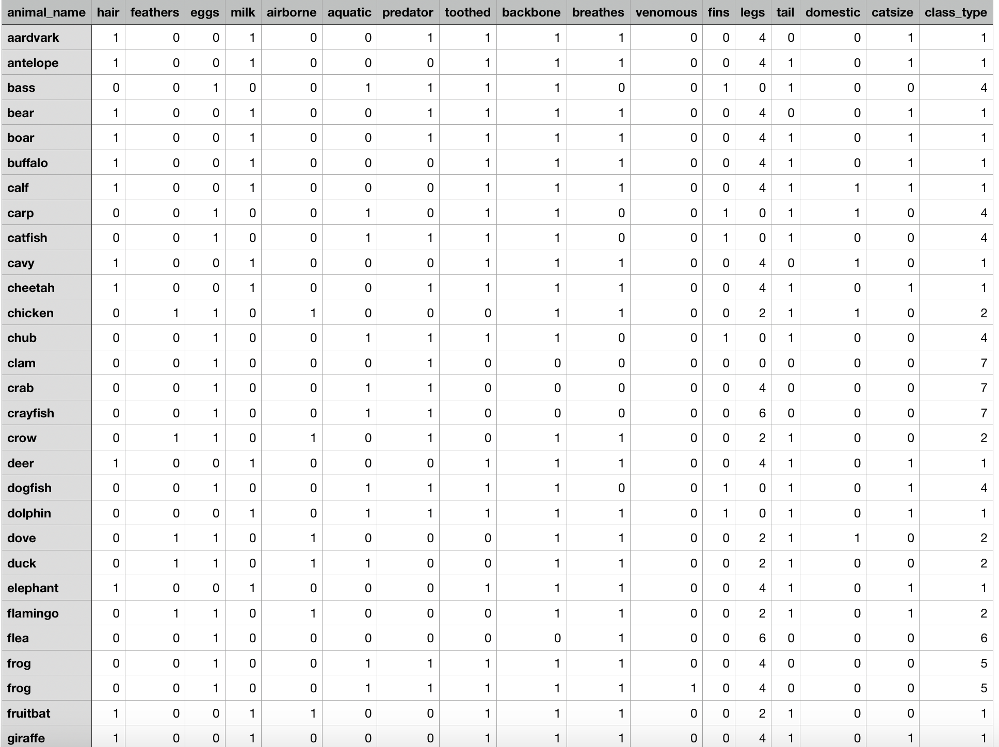 animal_name hair feathers eggs milk airborne aquatic predator toothed backbone breathes venomous fins legs tail domestic catsize class_type
aardvark 1 0 0 1 0 0 1 1 1 1 0 0 4 0 0 1 1
antelope 1 0 0 1 0 0 0 1 1 1 0 0 4 1 0 1 1
bass 0 0 1 0 0 1 1 1 1 0 0 1 0 1 0 0 4
bear 1 0 0 1 0 0 1 1 1 1 0 0 4 0 0 1 1
boar 1 0 0 1 0 0 1 1 1 1 0 0 4 1 0 1 1
buffalo 1 0 0 1 0 0 0 1 1 1 0 0 4 1 0 1 1
calf 1 0 0 1 0 0 0 1 1 1 0 0 4 1 1 1 1
carp 0 0 1 0 0 1 0 1 1 0 0 1 0 1 1 0 4
catfish 0 0 1 0 0 1 1 1 1 0 0 1 0 1 0 0 4
cavy 1 0 0 1 0 0 0 1 1 1 0 0 4 0 1 0 1
cheetah 1 0 0 1 0 0 1 1 1 1 0 0 4 1 0 1 1
chicken 0 1 1 0 1 0 0 0 1 1 0 0 2 1 1 0 2
chub 0 0 1 0 0 1 1 1 1 0 0 1 0 1 0 0 4
clam 0 0 1 0 0 0 1 0 0 0 0 0 0 0 0 0 7
crab 0 0 1 0 0 1 1 0 0 0 0 0 4 0 0 0 7
crayfish 0 0 1 0 0 1 1 0 0 0 0 0 6 0 0 0 7
crow 0 1 1 0 1 0 1 0 1 1 0 0 2 1 0 0 2
deer 1 0 0 1 0 0 0 1 1 1 0 0 4 1 0 1 1
dogfish 0 0 1 0 0 1 1 1 1 0 0 1 0 1 0 1 4
dolphin 0 0 0 1 0 1 1 1 1 1 0 1 0 1 0 1 1
dove 0 1 1 0 1 0 0 0 1 1 0 0 2 1 1 0 2
duck 0 1 1 0 1 1 0 0 1 1 0 0 2 1 0 0 2
elephant 1 0 0 1 0 0 0 1 1 1 0 0 4 1 0 1 1
flamingo 0 1 1 0 1 0 0 0 1 1 0 0 2 1 0 1 2
flea 0 0 1 0 0 0 0 0 0 1 0 0 6 0 0 0 6
frog 0 0 1 0 0 1 1 1 1 1 0 0 4 0 0 0 5
frog 0 0 1 0 0 1 1 1 1 1 1 0 4 0 0 0 5
fruitbat 1 0 0 1 1 0 0 1 1 1 0 0 2 1 0 0 1
giraffe 1 0 0 1 0 0 0 1 1 1 0 0 4 1 0 1 1